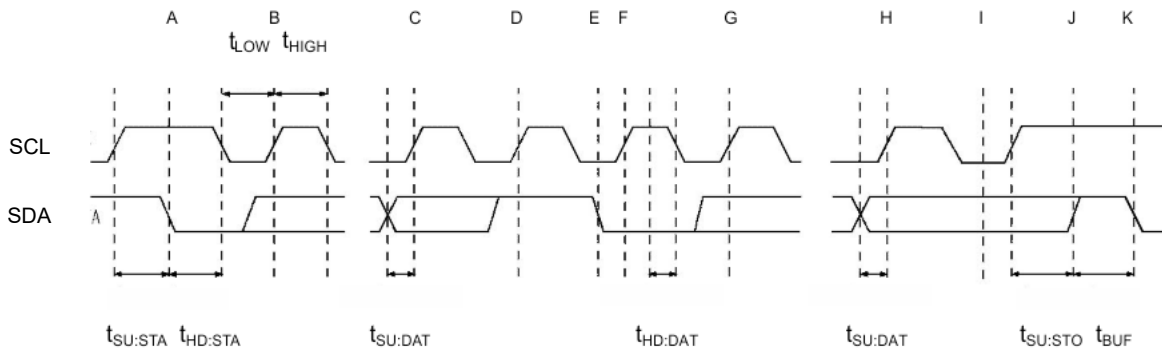 A B C D E F G H I J K
tLOW tHIGH
SCL
SDA A
tSU:STA tHD:STA tSU:DAT tHD:DAT tSU:DAT tSU:STO tBUF